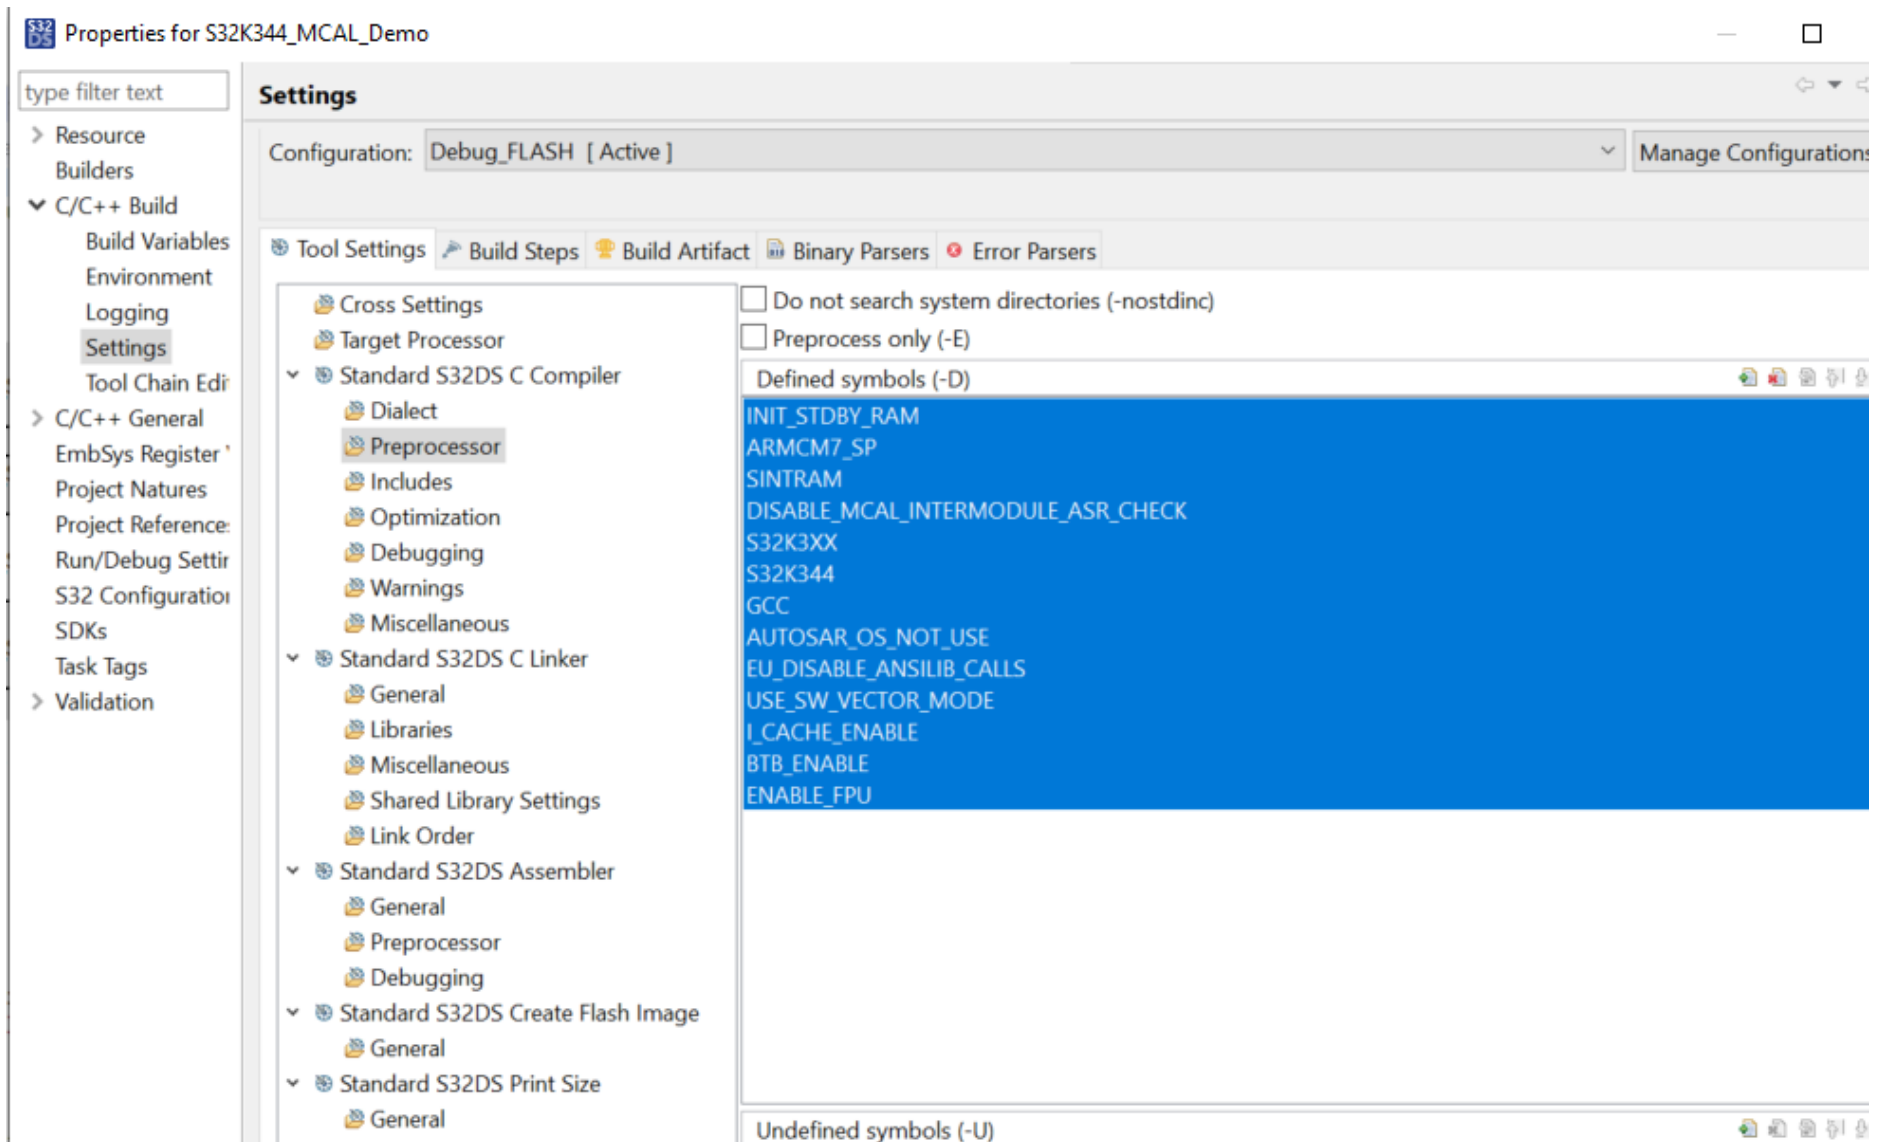 S32
DS
Properties for S32K344_MCAL_Demo
type filter text
Resource
Builders
C/C++ Build
Build Variables
Environment
Logging
Settings
Tool Chain Edi
C/C++ General
EmbSys Register
Project Natures
Project Reference
Run/Debug Settin
S32 Configuration
SDKs
Task Tags
Validation
Settings
Configuration:
Debug_FLASH [ Active ]
Manage Configurations
Tool Settings
Build Steps
Build Artifact
Binary Parsers
Error Parsers
Cross Settings
Target Processor
Standard S32DS C Compiler
Dialect
Preprocessor
Includes
Optimization
Debugging
Warnings
Miscellaneous
Standard S32DS C Linker
General
Libraries
Miscellaneous
Shared Library Settings
Link Order
Standard S32DS Assembler
General
Preprocessor
Debugging
Standard S32DS Create Flash Image
General
Standard S32DS Print Size
General
Do not search system directories (-nostdinc)
Preprocess only (-E)
Defined symbols (-D)
INIT_STDBY_RAM
ARMCM7_SP
SINTRAM
DISABLE_MCAL_INTERMODULE_ASR_CHECK
S32K3XX
S32K344
GCC
AUTOSAR_OS_NOT_USE
EU_DISABLE_ANSILIB_CALLS
USE_SW_VECTOR_MODE
I_CACHE_ENABLE
BTB_ENABLE
ENABLE_FPU
Undefined symbols (-U)